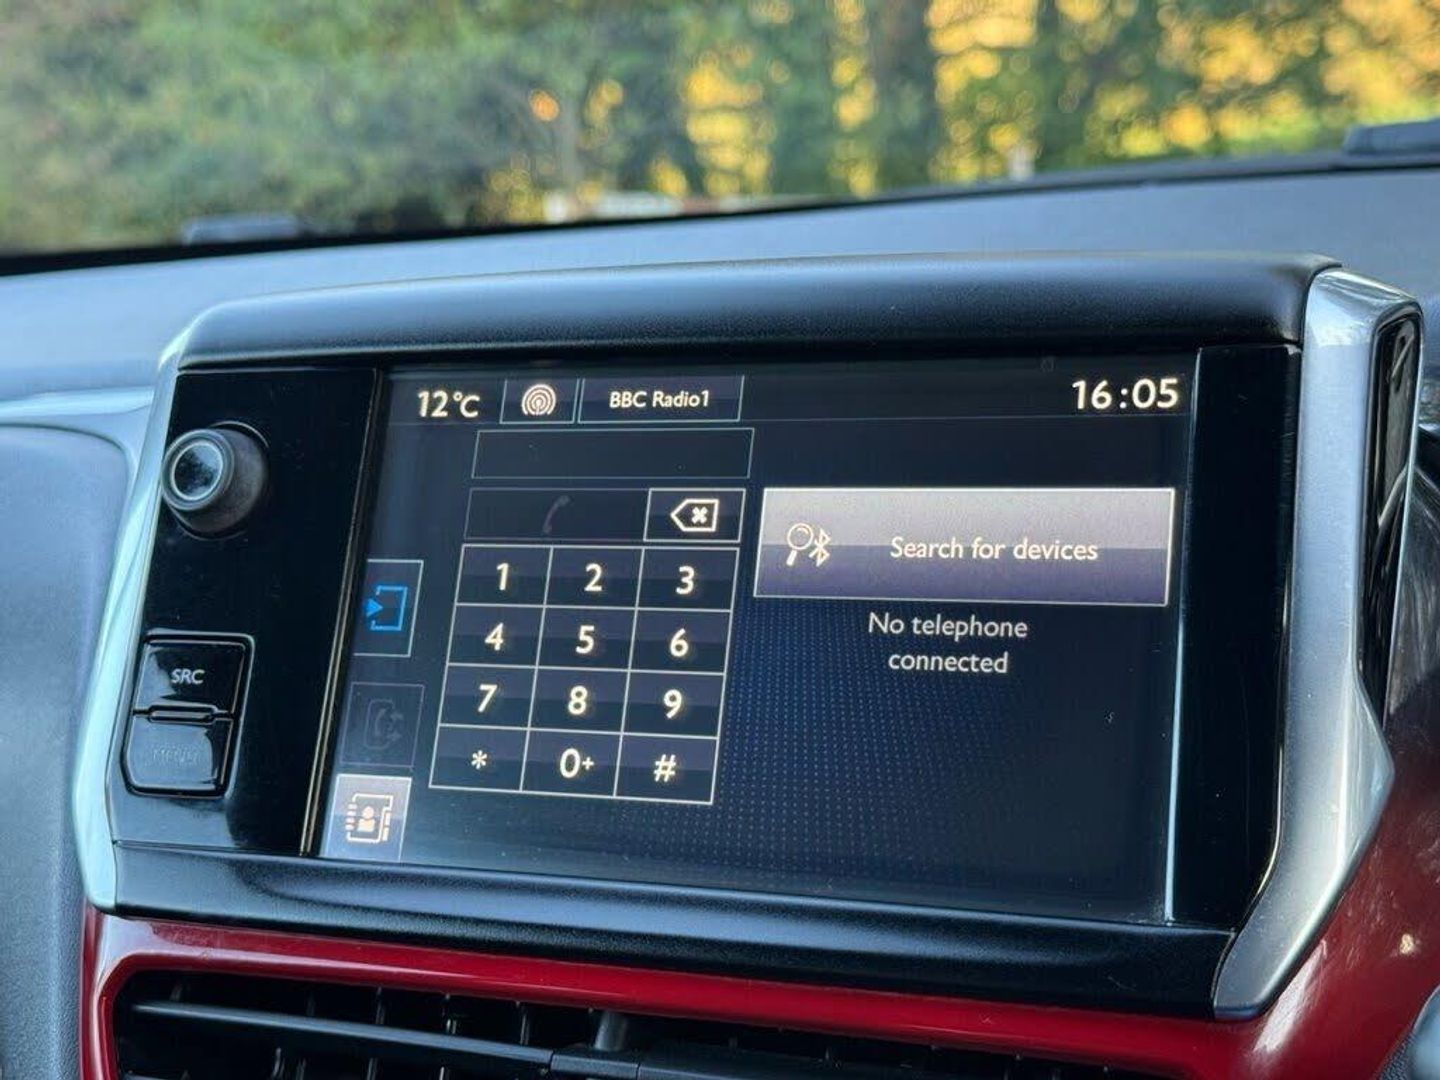 12°C
BBC Radio1
16:05
Search for devices
No telephone
connected
1 2 3
4 5 6
7 8 9
* 0+ #
SRC
MENU